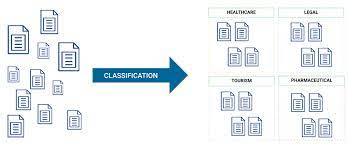 HEALTHCARE
LEGAL
CLASSIFICATION
TOURISM
PHARMACEUTICAL